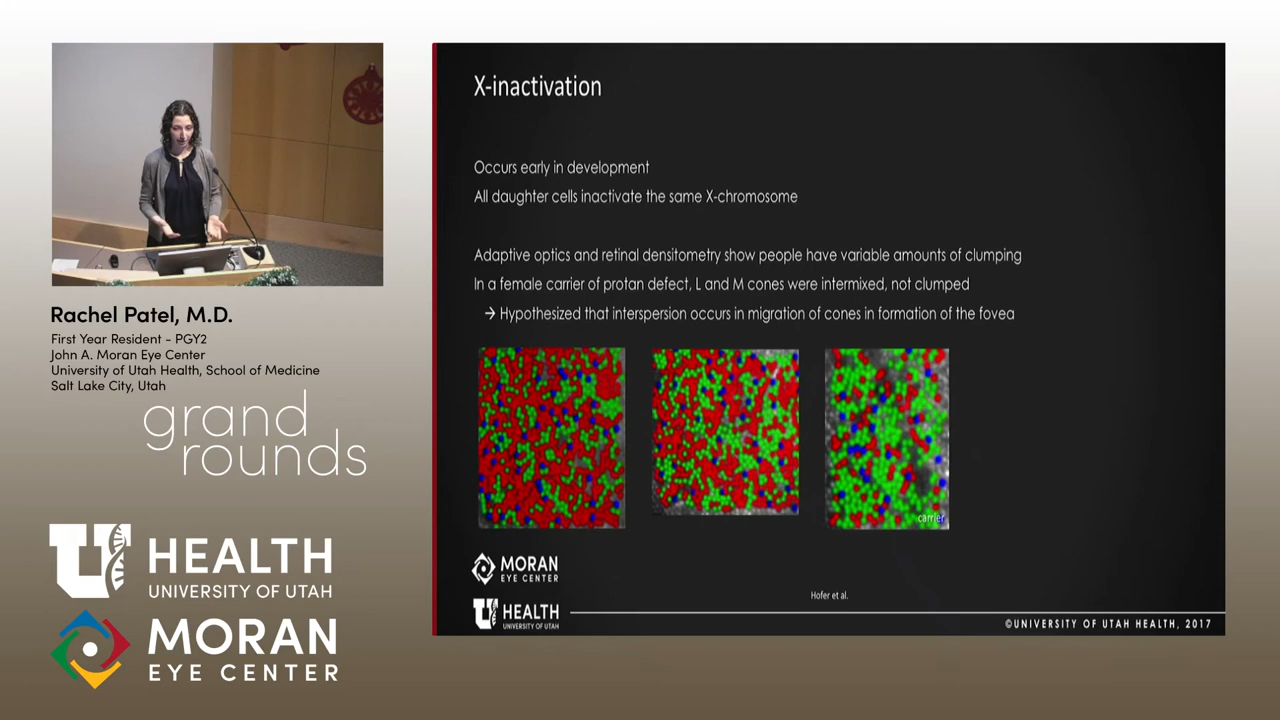 Rachel Patel, M.D.
First Year Resident - PGY2
John A. Moran Eye Center
University of Utah Health, School of Medicine
Salt Lake City, Utah
grand
rounds
U HEALTH
UNIVERSITY OF UTAH
MORAN
EYE CENTER
X-inactivation
Occurs early in development
All daughter cells inactivate the same X-chromosome
Adaptive optics and retinal densitometry show people have variable amounts of clumping
In a female carrier of protan defect, L and M cones were intermixed, not clumped
→ Hypothesized that interspersion occurs in migration of cones in formation of the fovea
carrier
MORAN
EYE CENTER
Hofer et al.
U HEALTH
UNIVERSITY OF UTAH
©UNIVERSITY OF UTAH HEALTH, 2017